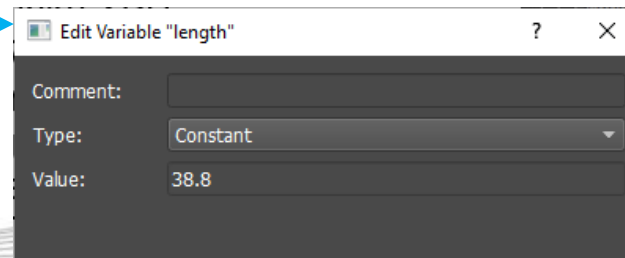 Edit Variable "length" ? ×
Comment:
Type: Constant
Value: 38.8